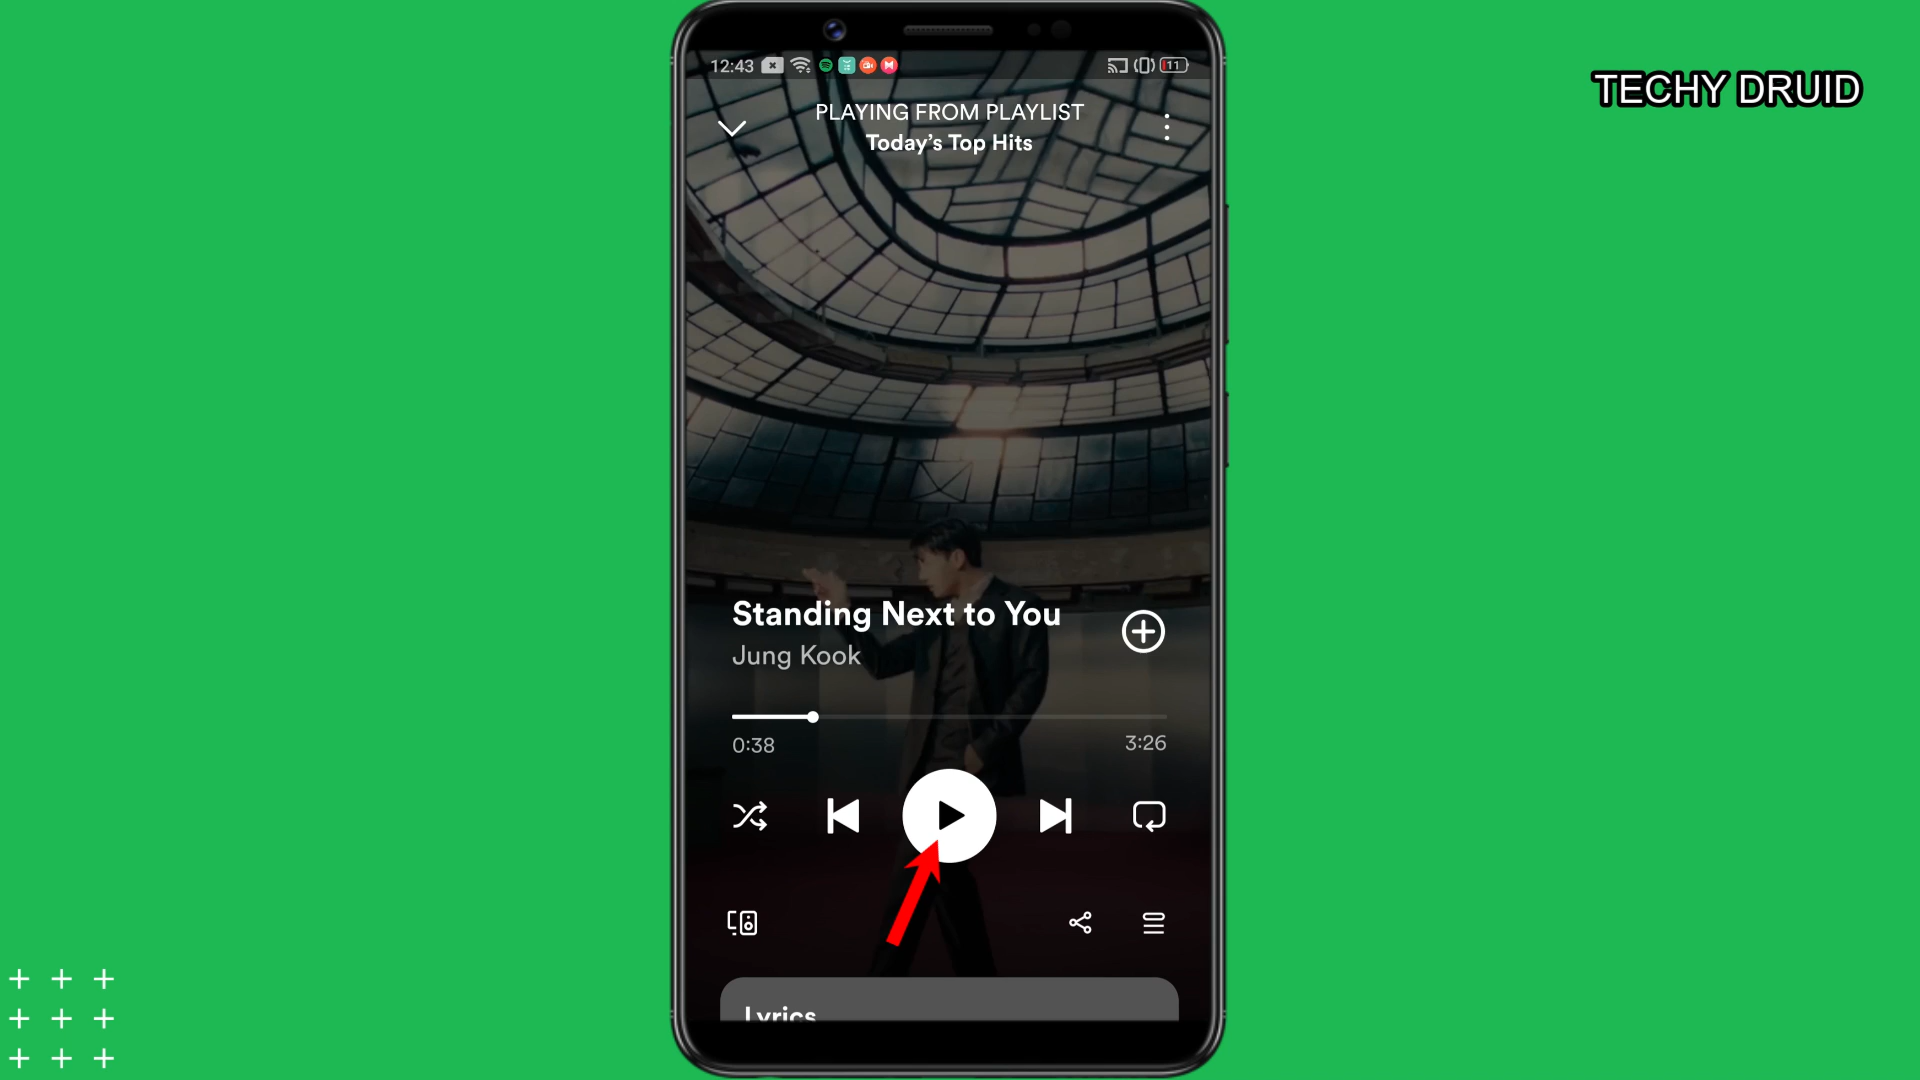 TECHY DRUID
12:43
11
PLAYING FROM PLAYLIST
Today's Top Hits
Standing Next to You
Jung Kook
0:38
3:26
Lyrics